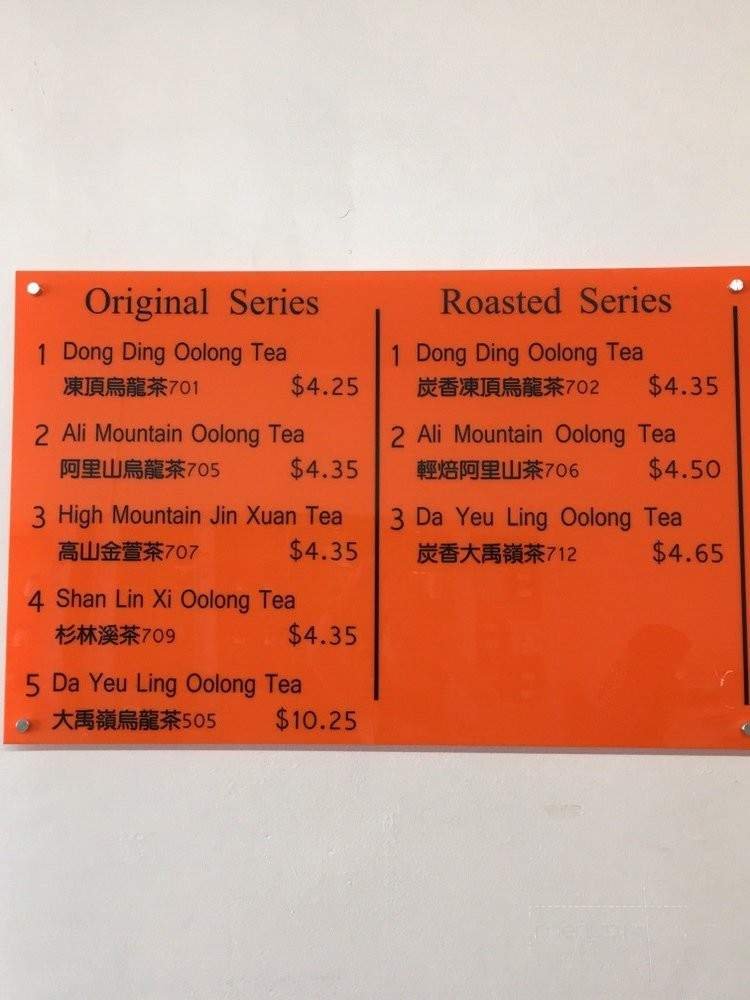 Original Series
1 Dong Ding Oolong Tea
凍頂烏龍茶701 $4.25
2 Ali Mountain Oolong Tea
阿里山烏龍茶705 $4.35
3 High Mountain Jin Xuan Tea
高山金萱茶707 $4.35
4 Shan Lin Xi Oolong Tea
杉林溪茶709 $4.35
5 Da Yeu Ling Oolong Tea
大禹嶺烏龍茶505 $10.25
Roasted Series
1 Dong Ding Oolong Tea
炭香凍頂烏龍茶702 $4.35
2 Ali Mountain Oolong Tea
輕焙阿里山茶706 $4.50
3 Da Yeu Ling Oolong Tea
炭香大禹嶺茶712 $4.65